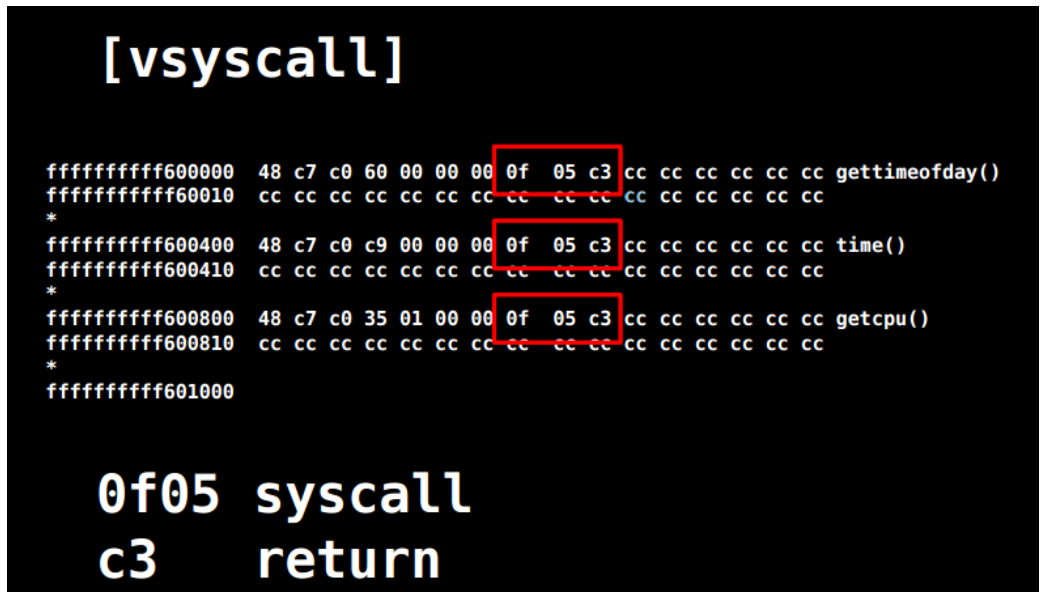 [vsyscall]
ffffffffff600000 48 c7 c0 60 00 00 00 0f 05 c3 cc cc cc cc cc cc gettimeofday()
fffffffffff60010 cc cc cc cc cc cc cc cc cc cc cc cc cc cc cc cc
*
ffffffffff600400 48 c7 c0 c9 00 00 00 0f 05 c3 cc cc cc cc cc cc time()
ffffffffff600410 cc cc cc cc cc cc cc cc cc cc cc cc cc cc cc cc
*
ffffffffff600800 48 c7 c0 35 01 00 00 0f 05 c3 cc cc cc cc cc cc getcpu()
ffffffffff600810 cc cc cc cc cc cc cc cc cc cc cc cc cc cc cc cc
*
ffffffffff601000
0f05 syscall
c3 return